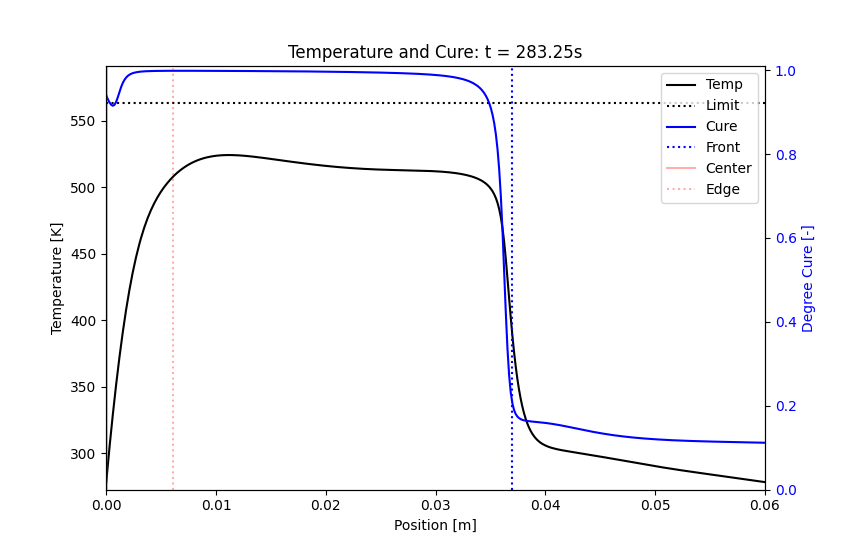 Temperature and Cure: t = 283.25s
Temp
Limit
Cure
Front
Center
Edge
550
500
450
400
350
300
Temperature [K]
1.0
0.8
0.6
0.4
0.2
0.0
Degree Cure [-]
0.00 0.01 0.02 0.03 0.04 0.05 0.06
Position [m]